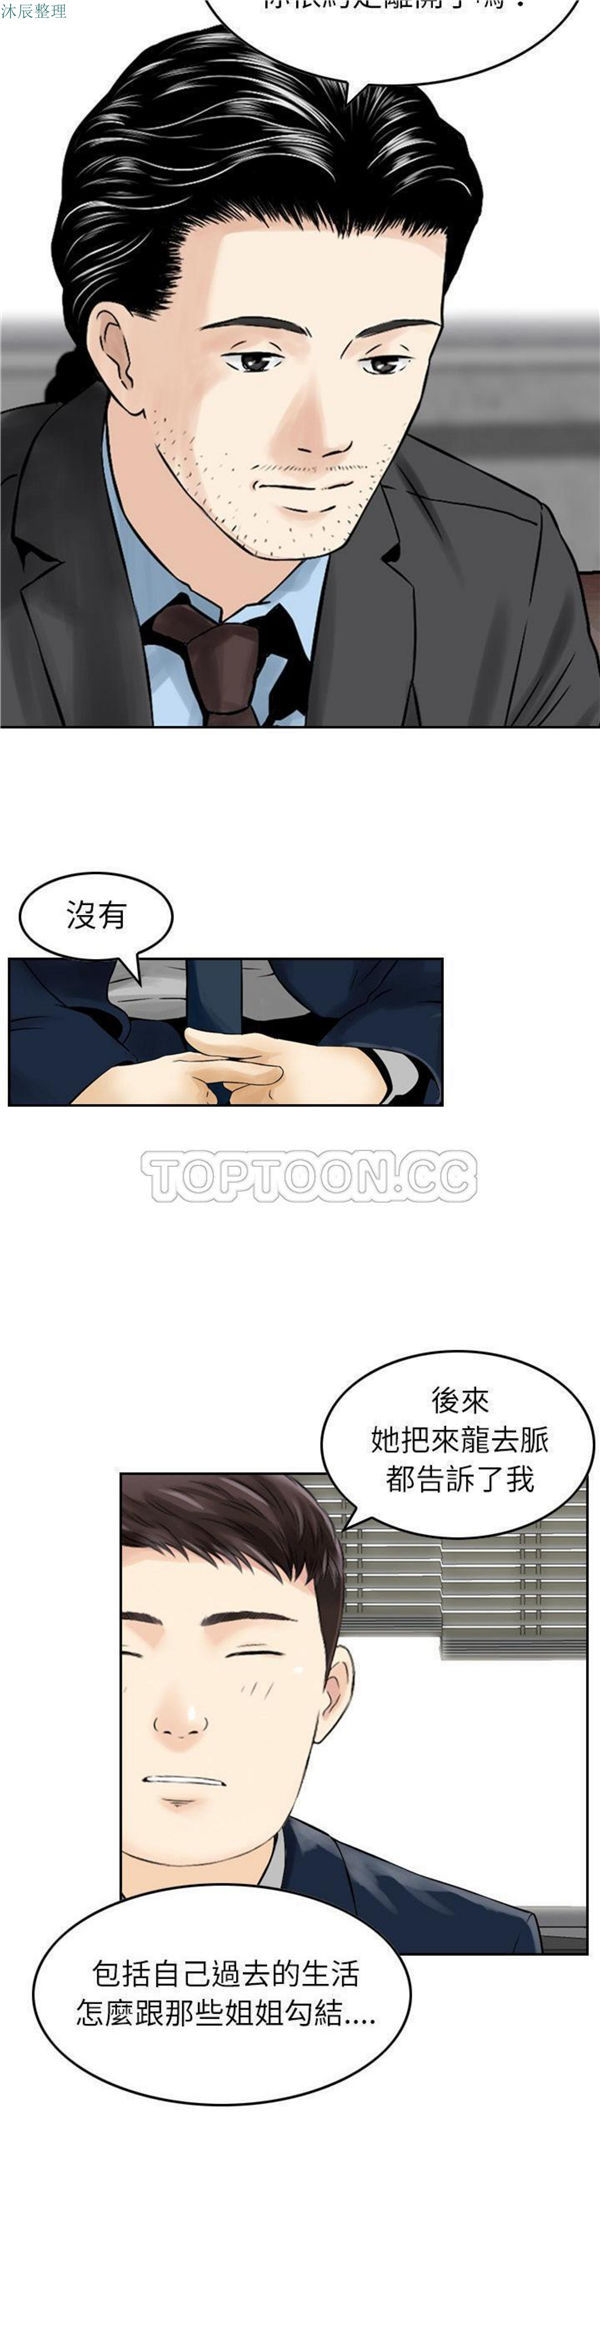 沐辰整理
沒有
TOPTOON.CC
後來
她把來龍去脈
都告訴了我
包括自己過去的生活
怎麼跟那些姐姐勾結....